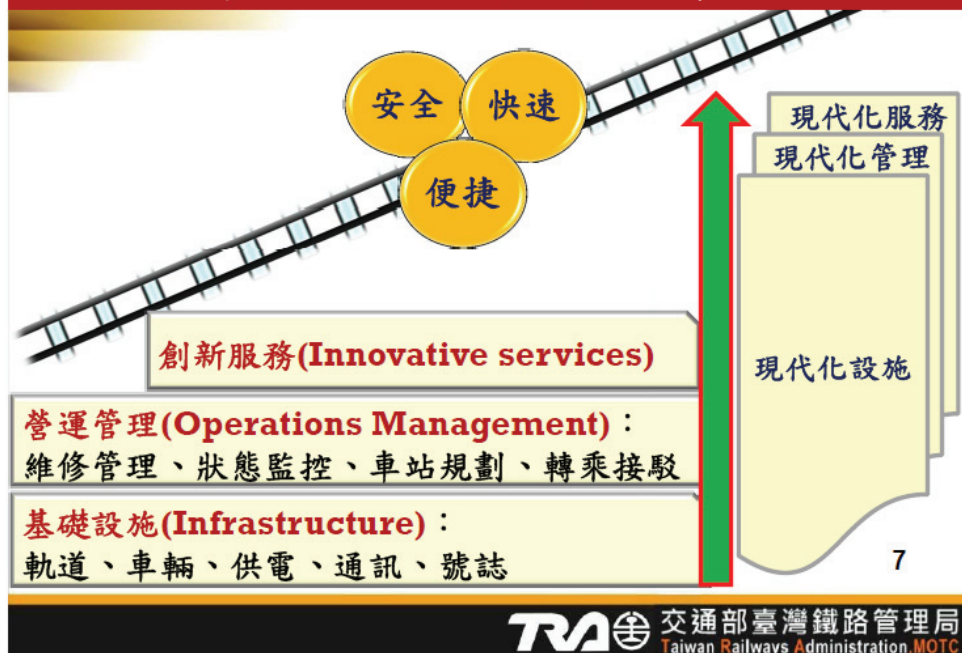 安全
快速
便捷
現代化服務
現代化管理
現代化設施
創新服務(Innovative services)
營運管理(Operations Management)：
維修管理、狀態監控、車站規劃、轉乘接駁
基礎設施(Infrastructure)：
軌道、車輛、供電、通訊、號誌
7
TRA 交通部臺灣鐵路管理局
Taiwan Railways Administration.MOTC